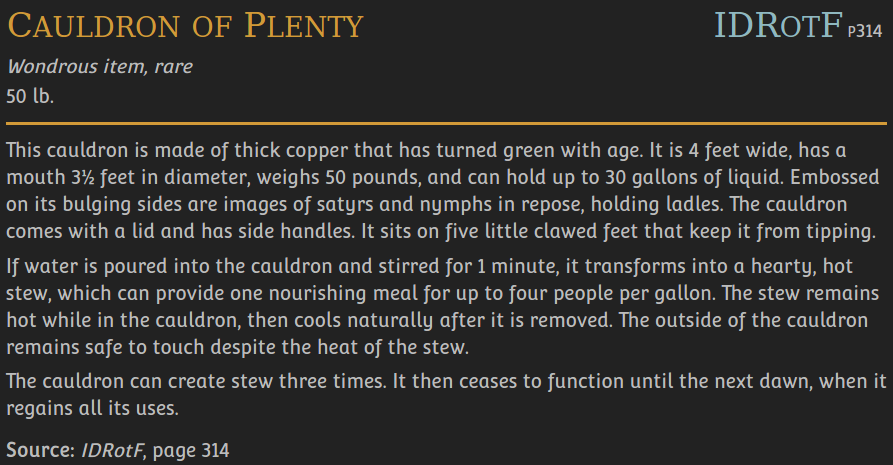 Cauldron of Plenty IDRotF P314
Wondrous item, rare
50 lb.
This cauldron is made of thick copper that has turned green with age. It is 4 feet wide, has a
mouth 3½ feet in diameter, weighs 50 pounds, and can hold up to 30 gallons of liquid. Embossed
on its bulging sides are images of satyrs and nymphs in repose, holding ladles. The cauldron
comes with a lid and has side handles. It sits on five little clawed feet that keep it from tipping.
If water is poured into the cauldron and stirred for 1 minute, it transforms into a hearty, hot
stew, which can provide one nourishing meal for up to four people per gallon. The stew remains
hot while in the cauldron, then cools naturally after it is removed. The outside of the cauldron
remains safe to touch despite the heat of the stew.
The cauldron can create stew three times. It then ceases to function until the next dawn, when it
regains all its uses.
Source: IDRotF, page 314